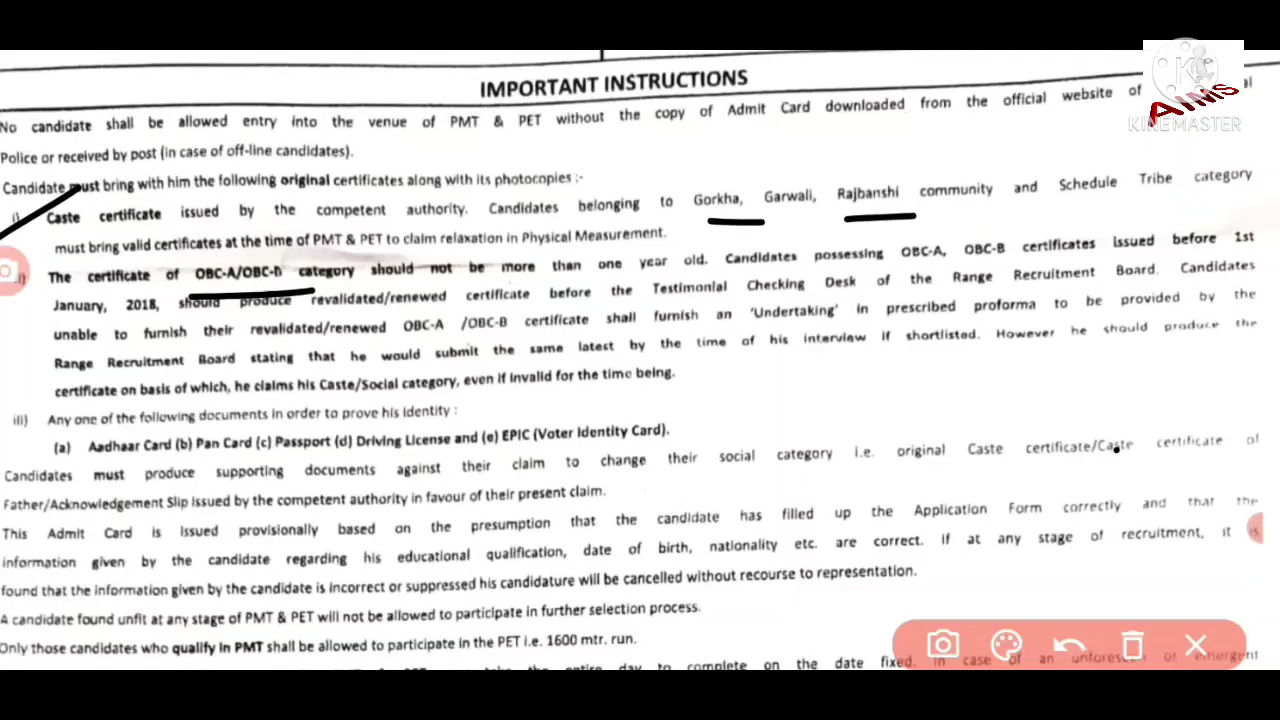 IMPORTANT INSTRUCTIONS
No candidate shall be allowed entry into the venue of PMT & PET without the copy of Admit Card downloaded from the official website of
Police or received by post (in case of off-line candidates).
Candidate must bring with him the following original certificates along with its photocopies :-
i) Caste certificate issued by the competent authority. Candidates belonging to Gorkha, Garwali, Rajbanshi community and Schedule Tribe category
must bring valid certificates at the time of PMT & PET to claim relaxation in Physical Measurement.
The certificate of OBC-A/OBC-B category should not be more than one year old. Candidates possessing OBC-A, OBC-B certificates issued before 1st
January, 2018, should produce revalidated/renewed certificate before the Testimonial Checking Desk of the Range Recruitment Board. Candidates
unable to furnish their revalidated/renewed OBC-A /OBC-B certificate shall furnish an 'Undertaking' in prescribed proforma to be provided by the
Range Recruitment Board stating that he would submit the same latest by the time of his interview if shortlisted. However he should produce the
certificate on basis of which, he claims his Caste/Social category, even if invalid for the time being.
iii) Any one of the following documents in order to prove his identity :
(a) Aadhaar Card (b) Pan Card (c) Passport (d) Driving License and (e) EPIC (Voter Identity Card).
Candidates must produce supporting documents against their claim to change their social category i.e. original Caste certificate/Caste certificate of
Father/Acknowledgement Slip issued by the competent authority in favour of their present claim.
This Admit Card is issued provisionally based on the presumption that the candidate has filled up the Application Form correctly and that the
information given by the candidate regarding his educational qualification, date of birth, nationality etc. are correct. If at any stage of recruitment, it is
found that the information given by the candidate is incorrect or suppressed his candidature will be cancelled without recourse to representation.
A candidate found unfit at any stage of PMT & PET will not be allowed to participate in further selection process.
Only those candidates who qualify in PMT shall be allowed to participate in the PET i.e. 1600 mtr. run.
the entire day to complete on the date fixed. In case of an unforeseen or emergent
AIMS
KINEMASTER